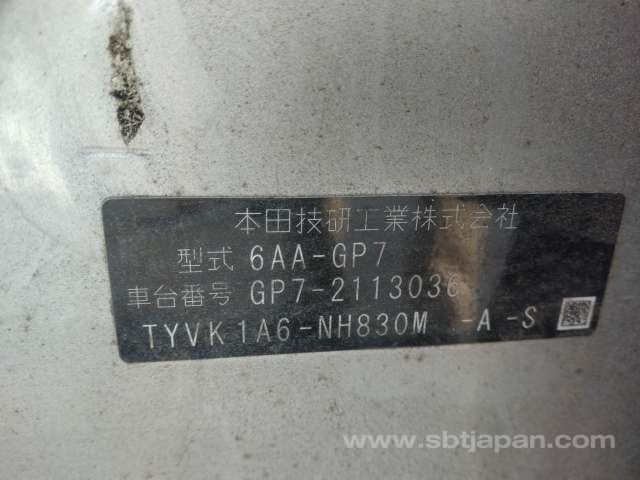 本田技研工業株式会社
型式 6AA-GP7
車台番号 GP7-2113036
TYVK1A6-NH830M -A-S
www.sbtjapan.com